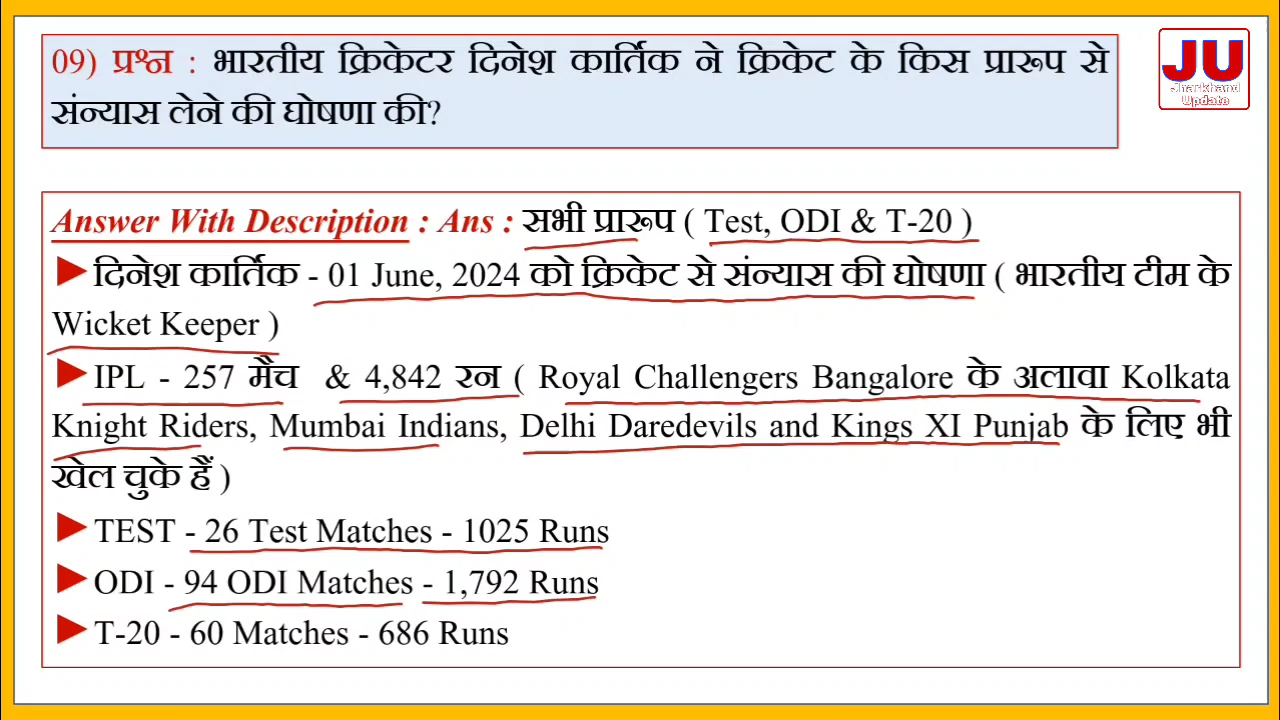 09) प्रश्न : भारतीय क्रिकेटर दिनेश कार्तिक ने क्रिकेट के किस प्रारूप से
संन्यास लेने की घोषणा की?
JU
Jharkhand
Update
Answer With Description : Ans : सभी प्रारूप ( Test, ODI & T-20 )
▶दिनेश कार्तिक - 01 June, 2024 को क्रिकेट से संन्यास की घोषणा ( भारतीय टीम के
Wicket Keeper )
▶IPL - 257 मैच & 4,842 रन ( Royal Challengers Bangalore के अलावा Kolkata
Knight Riders, Mumbai Indians, Delhi Daredevils and Kings XI Punjab के लिए भी
खेल चुके हैं )
▶TEST - 26 Test Matches - 1025 Runs
▶ODI - 94 ODI Matches - 1,792 Runs
▶T-20 - 60 Matches - 686 Runs